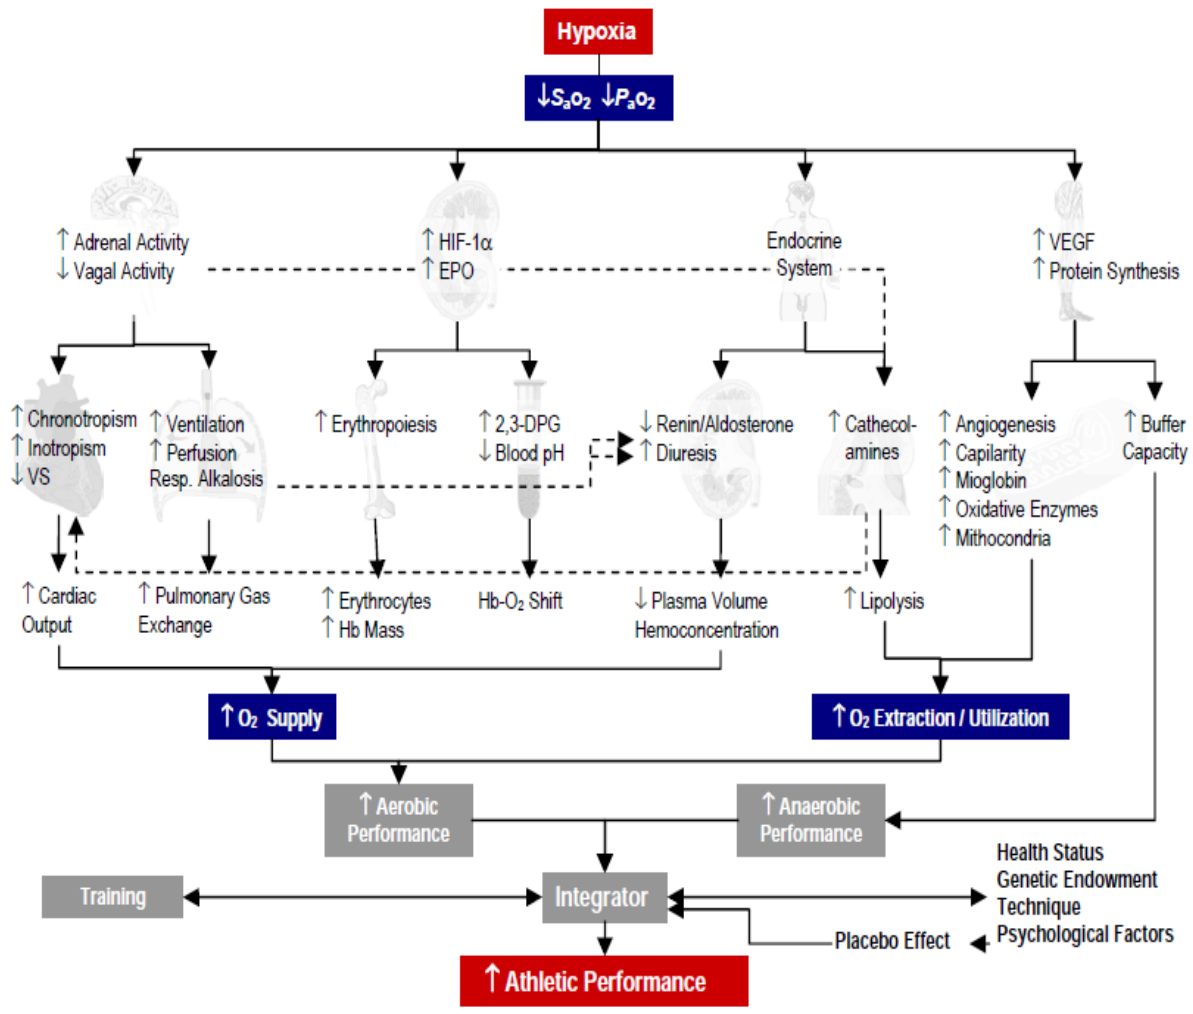 Hypoxia
↓SaO₂ ↓PaO₂
↑ Adrenal Activity
↓ Vagal Activity
↑ HIF-1α
↑ EPO
Endocrine
System
↑ VEGF
↑ Protein Synthesis
↑ Chronotropism
↑ Inotropism
↓ VS
↑ Ventilation
↑ Perfusion
Resp. Alkalosis
↑ Erythropoiesis
↑ 2,3-DPG
↓ Blood pH
↓ Renin/Aldosterone
↑ Diuresis
↑ Cathecol-
amines
↑ Angiogenesis
↑ Capilarity
↑ Mioglobin
↑ Oxidative Enzymes
↑ Mithocondria
↑ Buffer
Capacity
↑ Cardiac
Output
↑ Pulmonary Gas
Exchange
↑ Erythrocytes
↑ Hb Mass
Hb-O₂ Shift
↓ Plasma Volume
Hemoconcentration
↑ Lipolysis
↑ O₂ Supply
↑ O₂ Extraction / Utilization
↑ Aerobic
Performance
↑ Anaerobic
Performance
Training
Integrator
Health Status
Genetic Endowment
Technique
Psychological Factors
Placebo Effect
↑ Athletic Performance